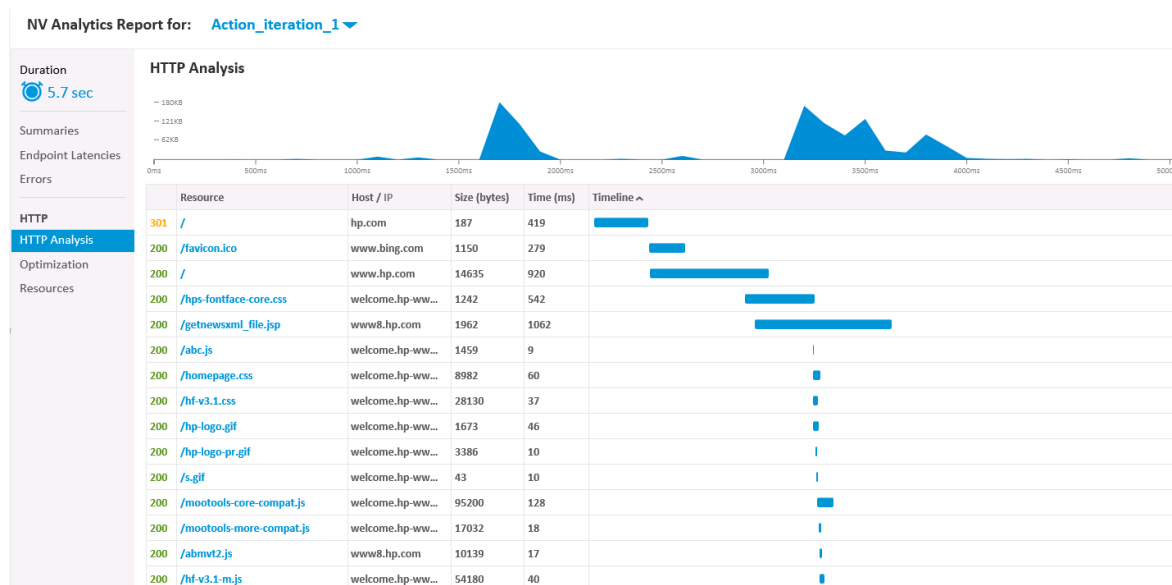 NV Analytics Report for: Action_iteration_1
Duration
5.7 sec
Summaries
Endpoint Latencies
Errors
HTTP
HTTP Analysis
Optimization
Resources
HTTP Analysis
180KB
121KB
62KB
0ms 500ms 1000ms 1500ms 2000ms 2500ms 3000ms 3500ms 4000ms 4500ms
Resource Host / IP Size (bytes) Time (ms) Timeline
301 / hp.com 187 419
200 /favicon.ico www.bing.com 1150 279
200 / www.hp.com 14635 920
200 /hps-fontface-core.css welcome.hp-ww... 1242 542
200 /getnewsxml_file.jsp www8.hp.com 1962 1062
200 /abc.js welcome.hp-ww... 1459 9
200 /homepage.css welcome.hp-ww... 8982 60
200 /hf-v3.1.css welcome.hp-ww... 28130 37
200 /hp-logo.gif welcome.hp-ww... 1673 46
200 /hp-logo-pr.gif welcome.hp-ww... 3386 10
200 /s.gif welcome.hp-ww... 43 10
200 /mootools-core-compat.js welcome.hp-ww... 95200 128
200 /mootools-more-compat.js welcome.hp-ww... 17032 18
200 /abmvt2.js www8.hp.com 10139 17
200 /hf-v3.1-m.js welcome.hp-ww... 54180 40